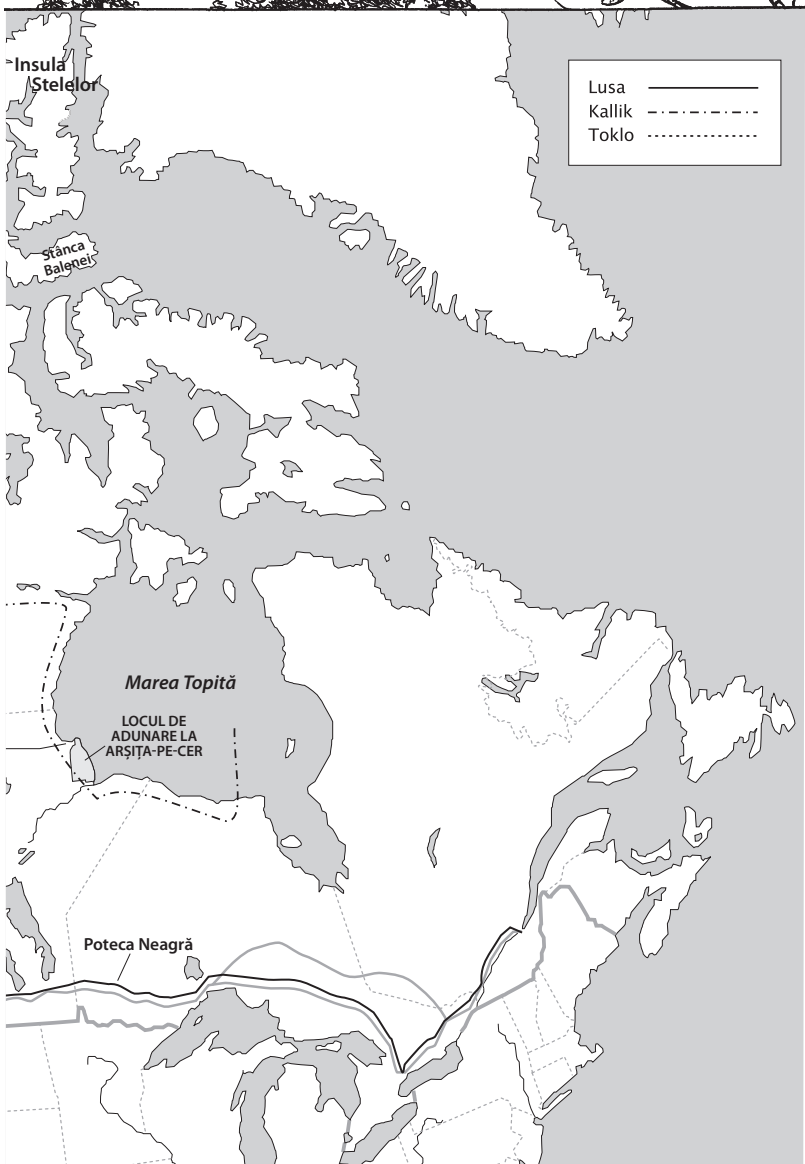 Insula
Stelelor
Lusa
Kallik
Toklo
Stânca
Balenei
Marea Topită
LOCUL DE
ADUNARE LA
ARȘIȚA-PE-CER
Poteca Neagră